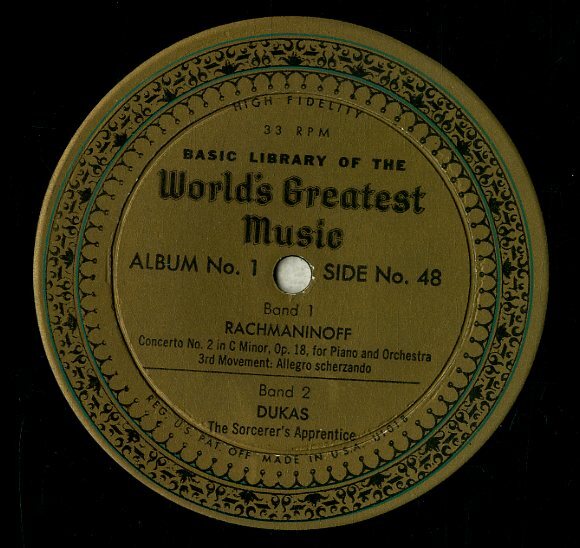 HIGH FIDELITY
33 RPM
BASIC LIBRARY OF THE
World's Greatest
Music
ALBUM No. 1 SIDE No. 48
Band 1
RACHMANINOFF
Concerto No. 2 in C Minor, Op. 18, for Piano and Orchestra
3rd Movement: Allegro scherzando
Band 2
DUKAS
The Sorcerer's Apprentice
REG. U.S. PAT. OFF. MADE IN U.S.A.